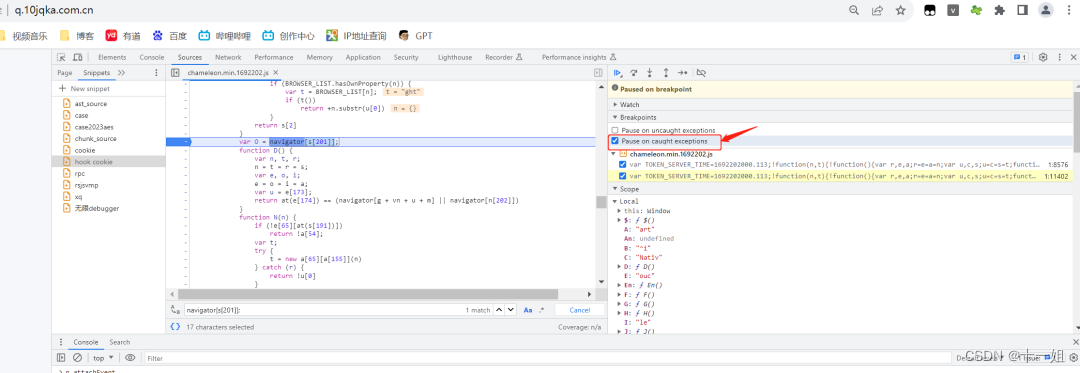 q.10jqka.com.cn
视频音乐 博客 有道 百度 哔哩哔哩 创作中心 IP地址查询 GPT
Elements Console Sources Network Performance Memory Application Security Lighthouse Recorder Performance insights 1
Page Snippets chameleon.min.1692202.js
New snippet
ast_source
case
case2023aes
chunk_source
cookie
hook cookie
rpc
rsjsvmp
xq
无限debugger
if (BROWSER_LIST.hasOwnProperty(n)) {
var t = BROWSER_LIST[n]; t = "ght"
if (t())
return +n.substr(u[0]) n = {}
}
return s[2]
}
var O = navigator[s[201]];
function D() {
var n, t, r;
n = t = r = s;
var e, o, i;
e = o = i = a;
var u = e[173];
return at(e[174]) == (navigator[g + vn + u + m] || navigator[n[202]])
}
function N(n) {
if (!e[65][at(s[191])])
return !a[54];
var t;
try {
t = new a[65][a[155]](n)
} catch (r) {
return !u[0]
}
navigator[s[201]]; 1 match Aa .* Cancel
{} 17 characters selected Coverage: n/a
Paused on breakpoint
Watch
Breakpoints
Pause on uncaught exceptions
Pause on caught exceptions
chameleon.min.1692202.js
var TOKEN_SERVER_TIME=1692202000.113;!function(n,t){!function(){var r,e,a;r=e=a=n;var u,c,s;u=c=s=t;functi… 1:8576
var TOKEN_SERVER_TIME=1692202000.113;!function(n,t){!function(){var r,e,a;r=e=a=n;var u,c,s;u=c=s=t;funct… 1:11402
Scope
Local
this: Window
$: ƒ $()
A: "art"
An: undefined
B: "^i"
C: "Nativ"
D: ƒ D()
E: "ouc"
En: ƒ En()
F: ƒ F()
G: ƒ G()
H: ƒ H()
I: "le"
J: ƒ J()
Console Search
top Filter
CSDN @十一姐
n.attachEvent